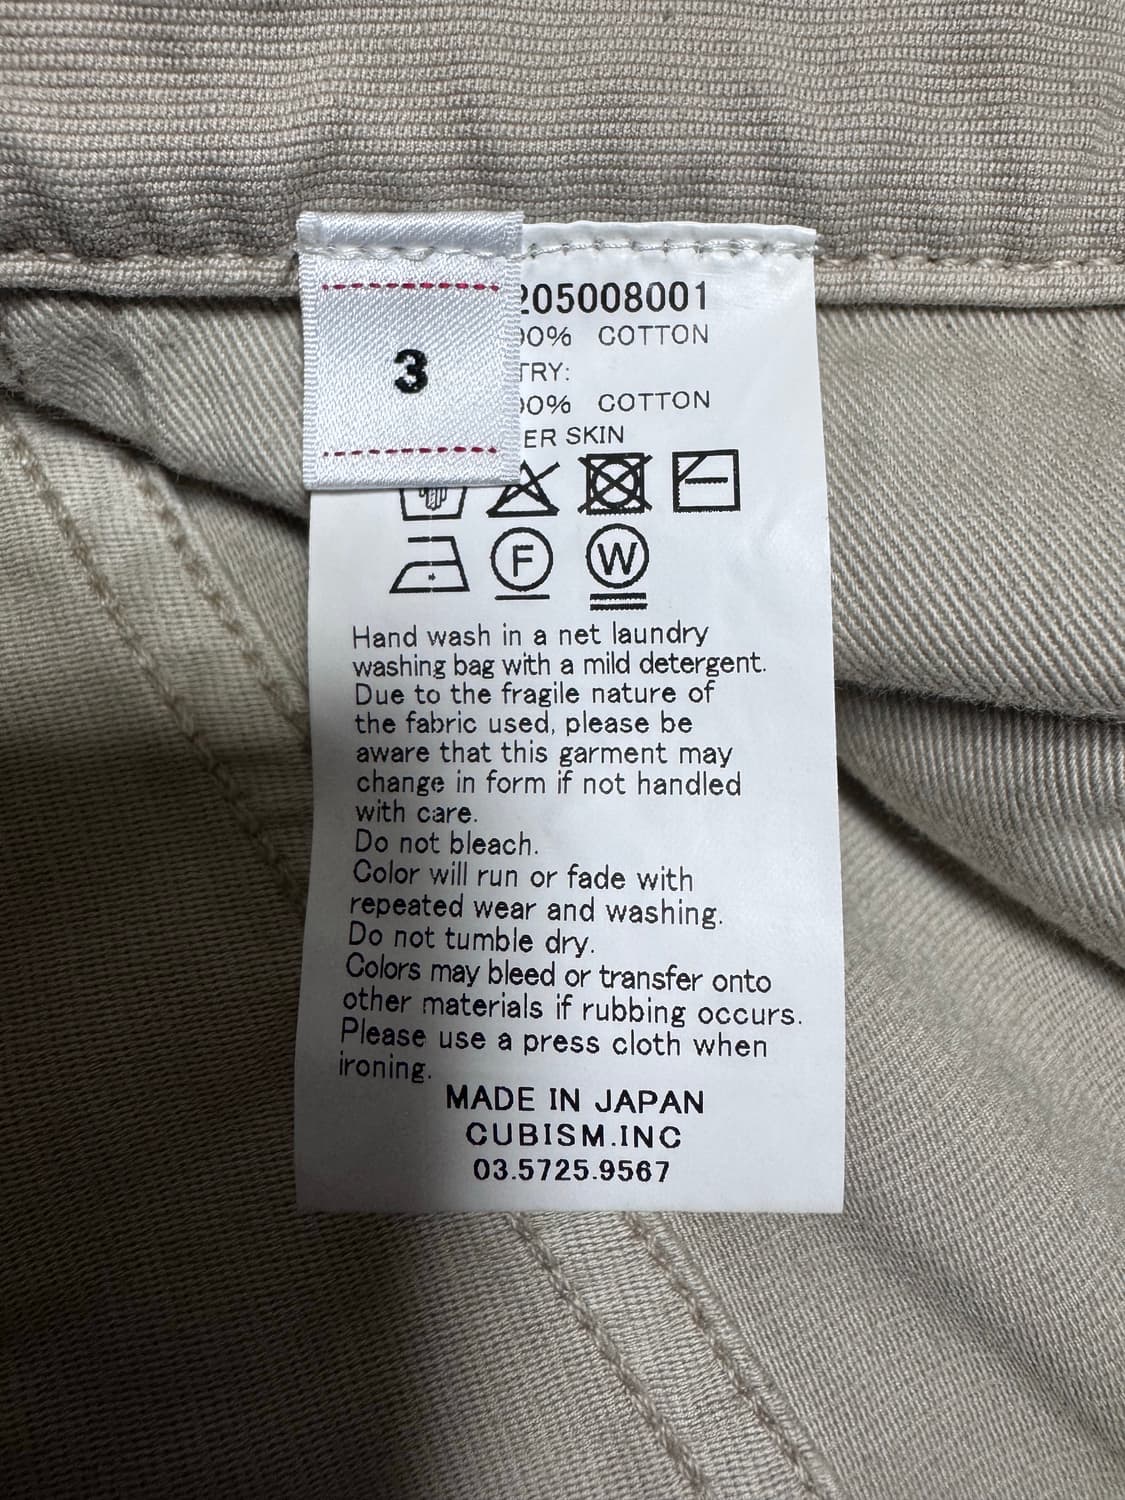 3
205008001
00% COTTON
TRY:
00% COTTON
ER SKIN
F W
Hand wash in a net laundry
washing bag with a mild detergent.
Due to the fragile nature of
the fabric used, please be
aware that this garment may
change in form if not handled
with care.
Do not bleach.
Color will run or fade with
repeated wear and washing.
Do not tumble dry.
Colors may bleed or transfer onto
other materials if rubbing occurs.
Please use a press cloth when
ironing.
MADE IN JAPAN
CUBISM.INC
03.5725.9567